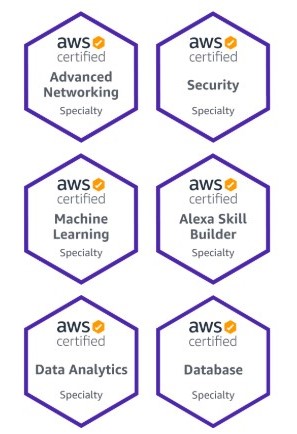 aws
certified
Advanced
Networking
Specialty
aws
certified
Security
Specialty
aws
certified
Machine
Learning
Specialty
aws
certified
Alexa Skill
Builder
Specialty
aws
certified
Data Analytics
Specialty
aws
certified
Database
Specialty